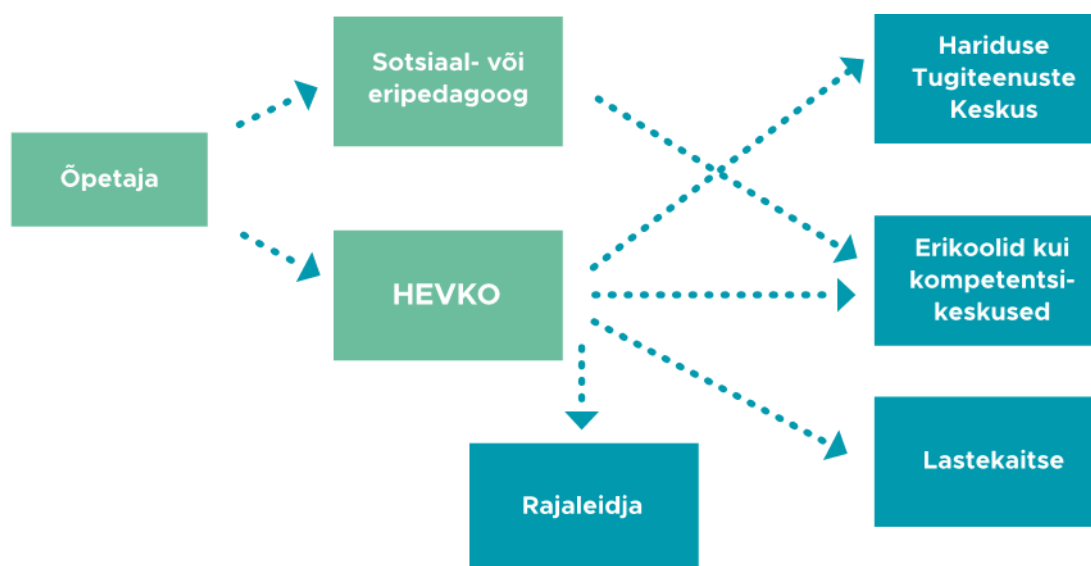 Õpetaja
Sotsiaal- või
eripedagoog
HEVKO
Rajaleidja
Hariduse
Tugiteenuste
Keskus
Erikoolid kui
kompetentsi-
keskused
Lastekaitse